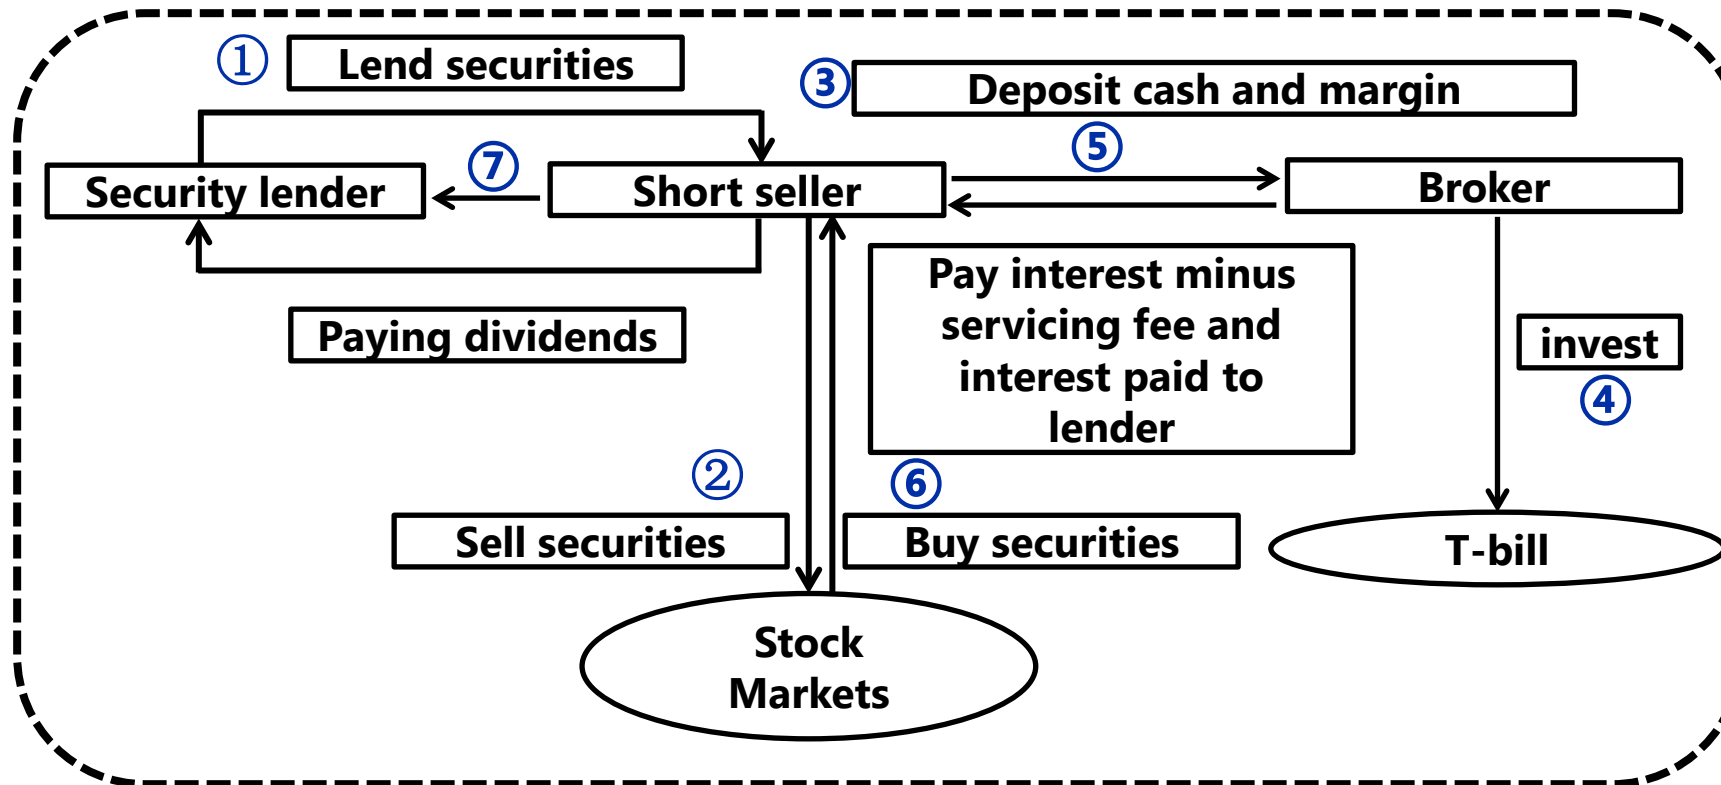 ① Lend securities
③ Deposit cash and margin
⑤
⑦
Security lender
Short seller
Broker
Pay interest minus
servicing fee and
interest paid to
lender
Paying dividends
invest
④
②
⑥
Sell securities
Buy securities
T-bill
Stock
Markets